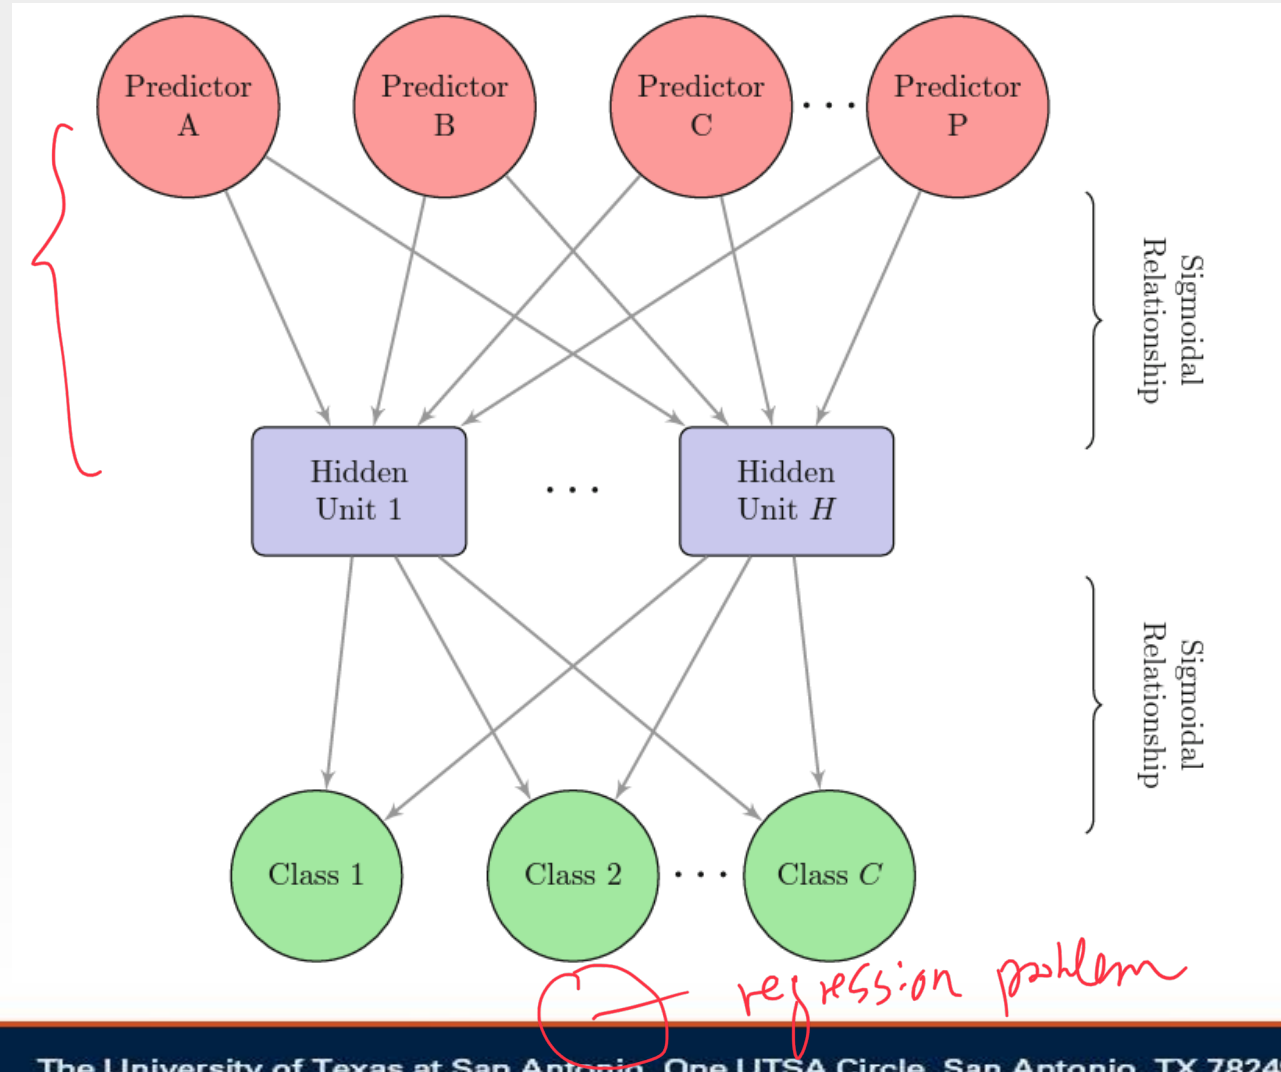 Predictor
A
Predictor
B
Predictor
C
...
Predictor
P
Sigmoidal
Relationship
Hidden
Unit 1
...
Hidden
Unit H
Sigmoidal
Relationship
Class 1
Class 2
...
Class C
regression problem
The University of Texas at San Antonio, One UTSA Circle, San Antonio, TX 7824